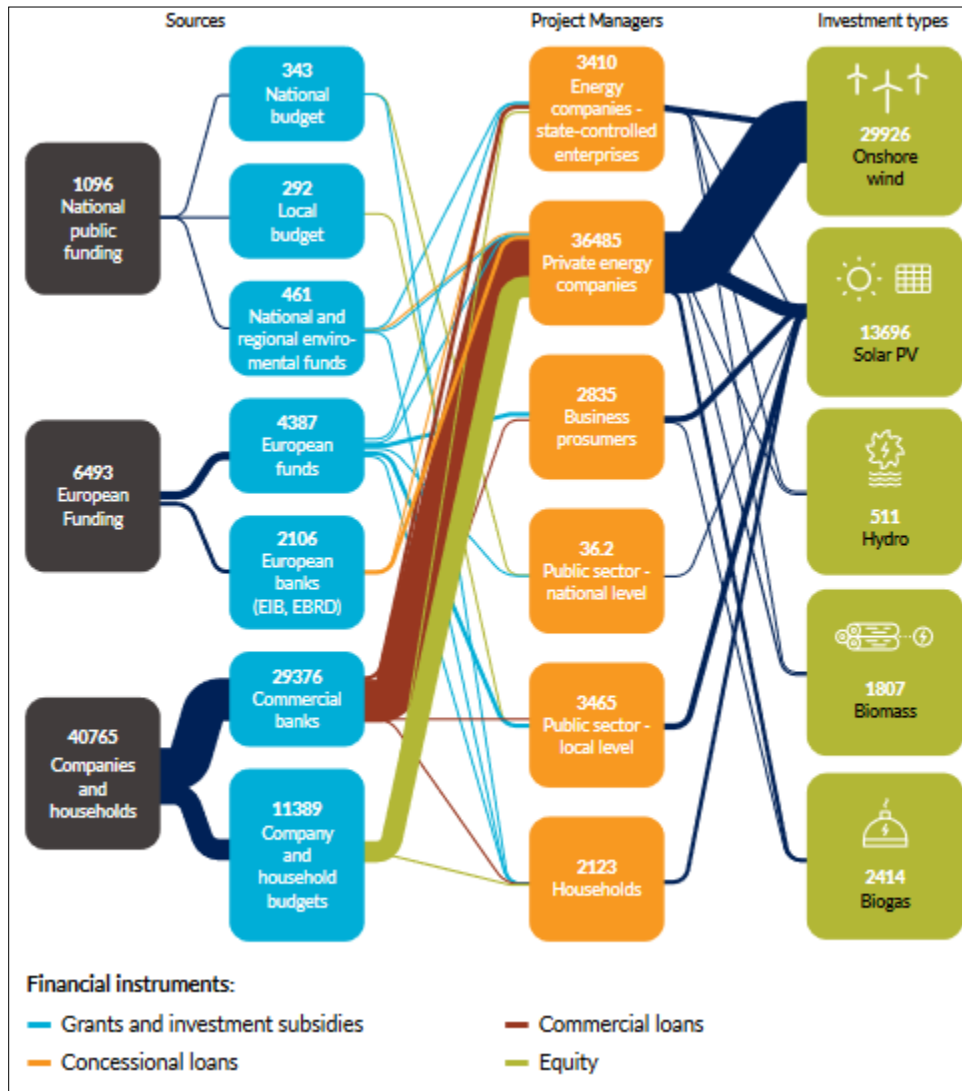 Sources
Project Managers
Investment types
1096
National
public
funding
6493
European
Funding
40765
Companies
and
households
343
National
budget
292
Local
budget
461
National and
regional enviro-
mental funds
4387
European
funds
2106
European
banks
(EIB, EBRD)
29376
Commercial
banks
11389
Company
and
household
budgets
3410
Energy
companies -
state-controlled
enterprises
36485
Private energy
companies
2835
Business
prosumers
36.2
Public sector -
national level
3465
Public sector
- local level
2123
Households
29926
Onshore
wind
13696
Solar PV
511
Hydro
1807
Biomass
2414
Biogas
Financial instruments:
Grants and investment subsidies
Commercial loans
Concessional loans
Equity